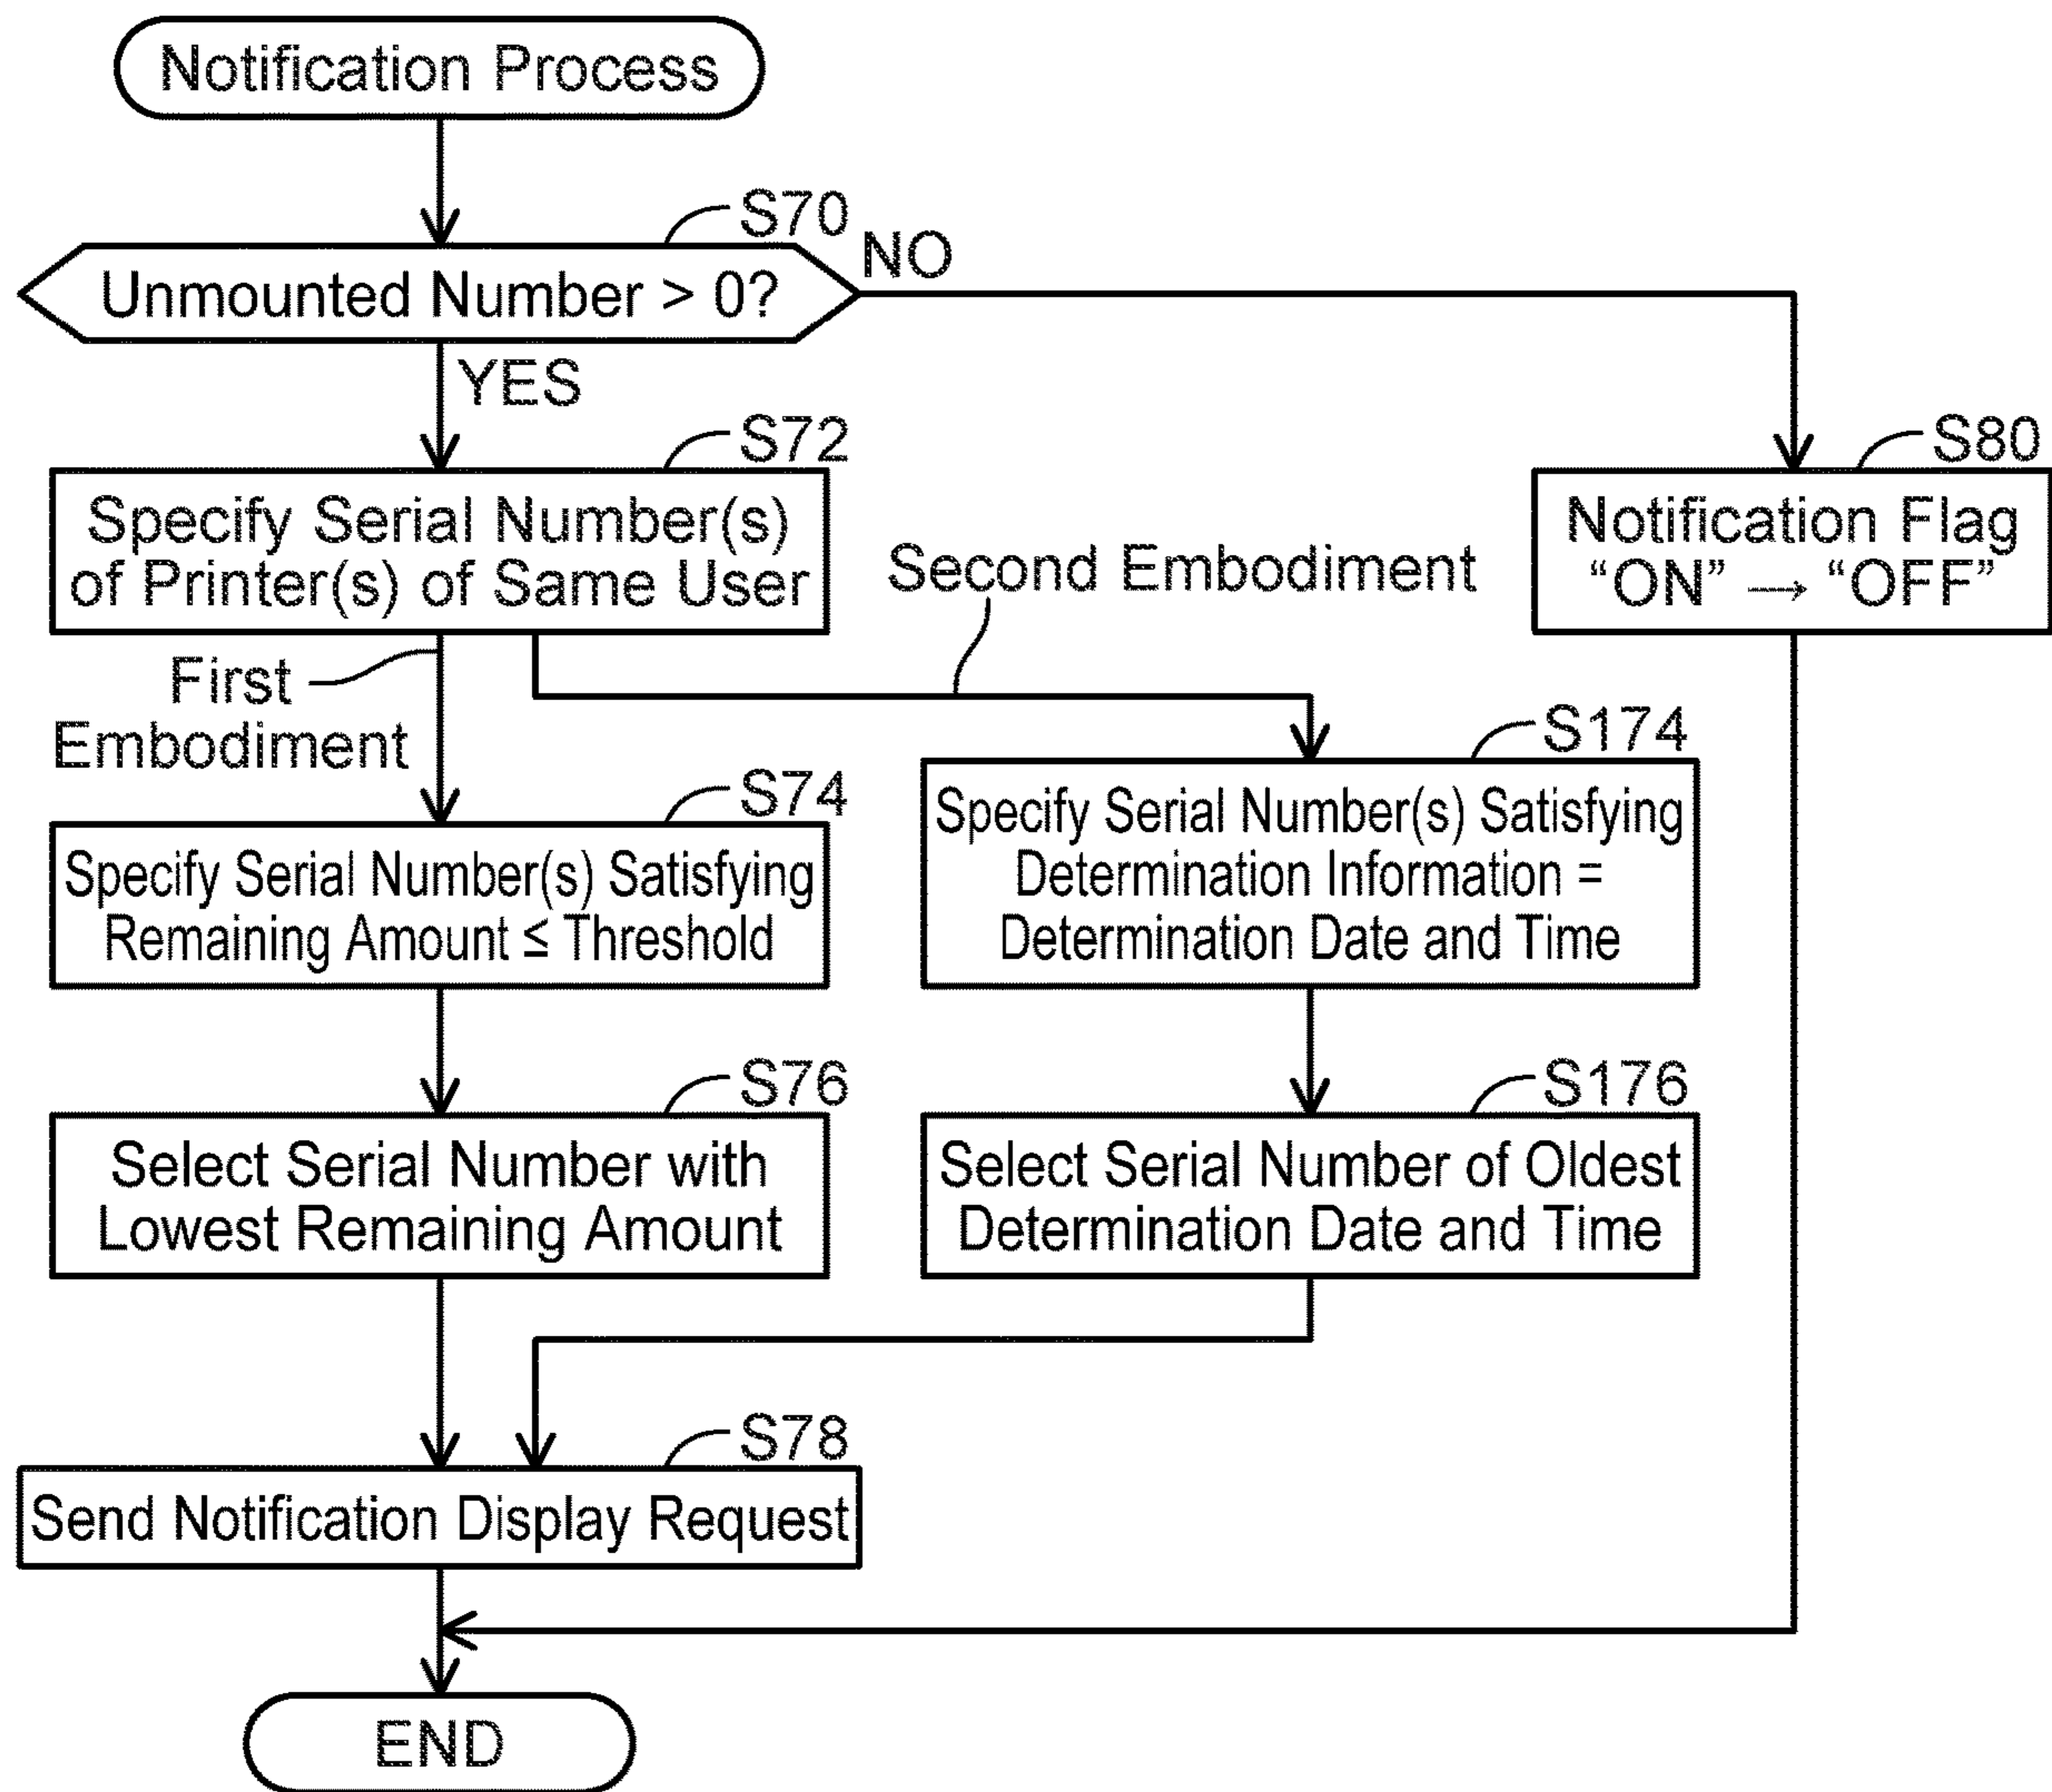 Notification Process
S70
Unmounted Number > 0?
NO
YES
S72
Specify Serial Number(s)
of Printer(s) of Same User
S80
Notification Flag
“ON” → “OFF”
Second Embodiment
First
Embodiment
S74
Specify Serial Number(s) Satisfying
Remaining Amount ≤ Threshold
S174
Specify Serial Number(s) Satisfying
Determination Information =
Determination Date and Time
S76
Select Serial Number with
Lowest Remaining Amount
S176
Select Serial Number of Oldest
Determination Date and Time
S78
Send Notification Display Request
END